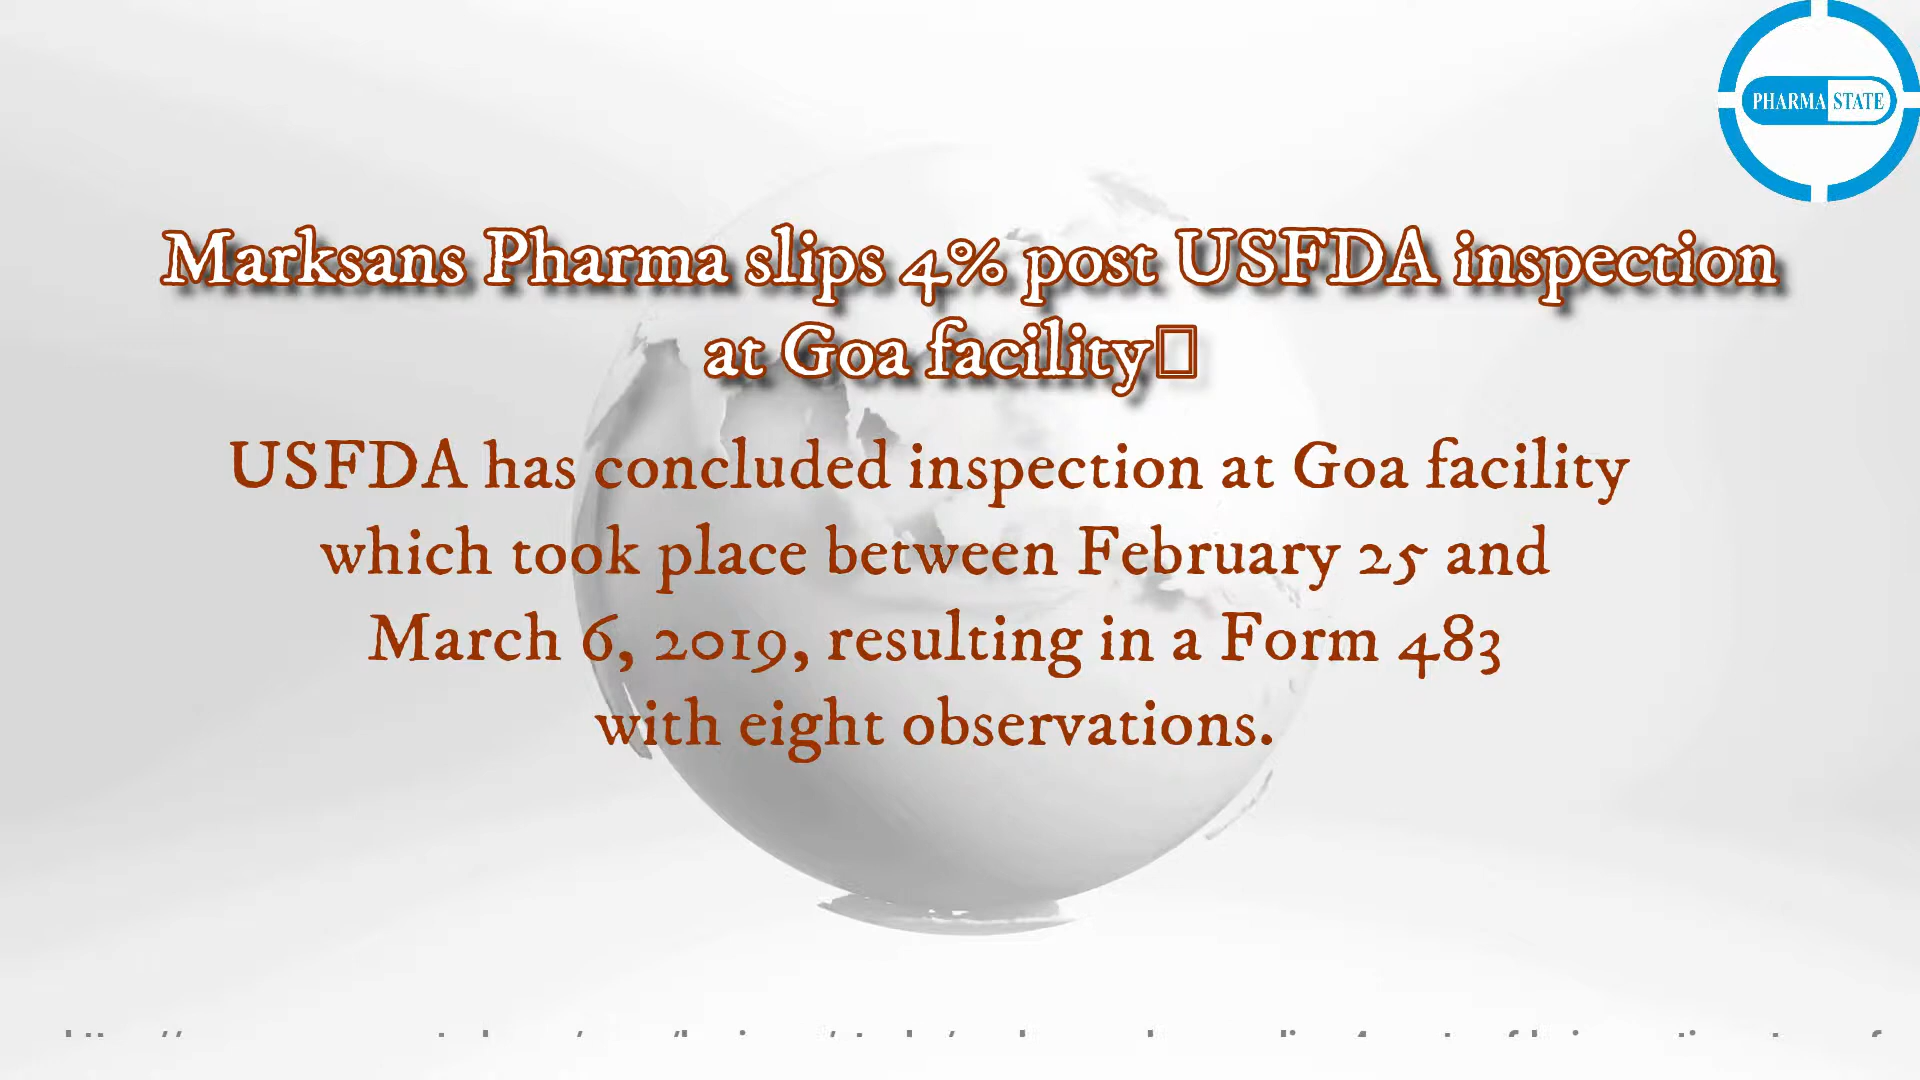 PHARMA STATE
Marksans Pharma slips 4% post USFDA inspection
at Goa facility
USFDA has concluded inspection at Goa facility
which took place between February 25 and
March 6, 2019, resulting in a Form 483
with eight observations.